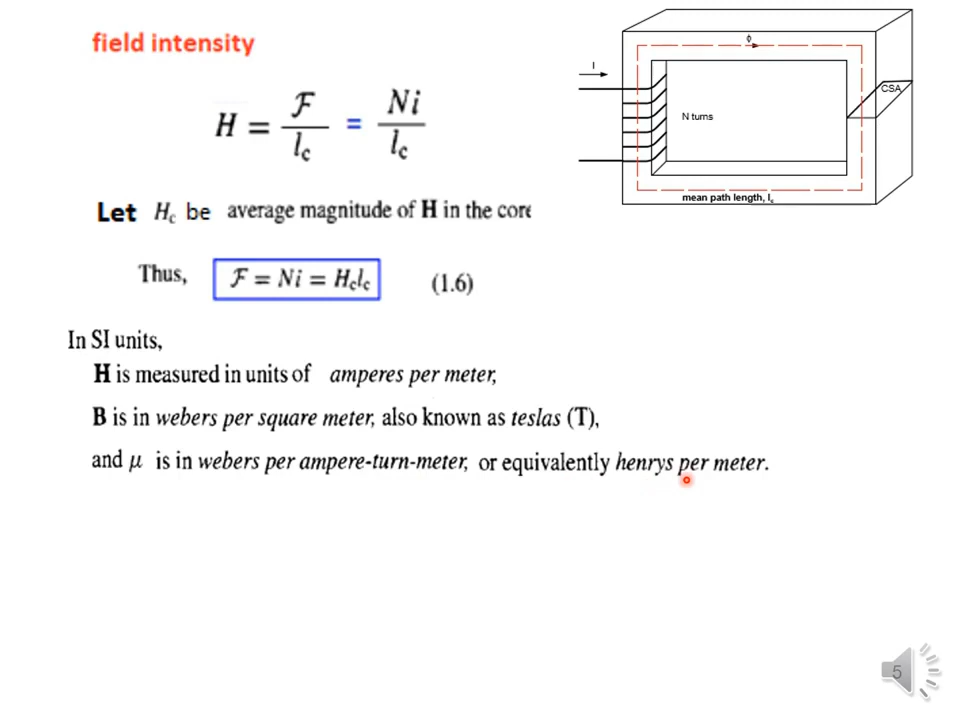 field intensity
H = ℱ / l_c = Ni / l_c
Let H_c be average magnitude of H in the core
Thus, ℱ = Ni = H_c l_c (1.6)
In SI units,
H is measured in units of amperes per meter,
B is in webers per square meter, also known as teslas (T),
and μ is in webers per ampere-turn-meter, or equivalently henrys per meter.
ϕ
I
CSA
N turns
mean path length, l_c
5